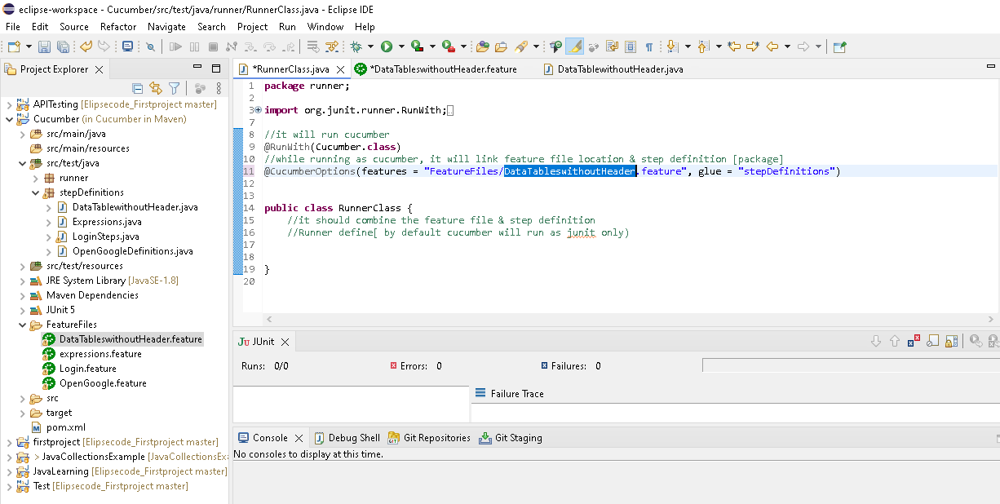 eclipse-workspace - Cucumber/src/test/java/runner/RunnerClass.java - Eclipse IDE
File Edit Source Refactor Navigate Search Project Run Window Help
Project Explorer
APITesting [Elipsecode_Firstproject master]
Cucumber (in Cucumber in Maven)
src/main/java
src/main/resources
src/test/java
runner
stepDefinitions
DataTablewithoutHeader.java
Expressions.java
LoginSteps.java
OpenGoogleDefinitions.java
src/test/resources
JRE System Library [JavaSE-1.8]
Maven Dependencies
JUnit 5
FeatureFiles
DataTableswithoutHeader.feature
expressions.feature
Login.feature
OpenGoogle.feature
src
target
pom.xml
firstproject [Elipsecode_Firstproject master]
> JavaCollectionsExample [JavaCollectionsExa
JavaLearning [Elipsecode_Firstproject master]
Test [Elipsecode_Firstproject master]
*RunnerClass.java *DataTableswithoutHeader.feature DataTablewithoutHeader.java
1 package runner;
2
3 import org.junit.runner.RunWith;
7
8 //it will run cucumber
9 @RunWith(Cucumber.class)
10 //while running as cucumber, it will link feature file location & step definition [package]
11 @CucumberOptions(features = "FeatureFiles/DataTableswithoutHeader.feature", glue = "stepDefinitions")
12
13
14 public class RunnerClass {
15 //it should combine the feature file & step definition
16 //Runner define[ by default cucumber will run as junit only)
17
18
19 }
20
JUnit
Runs: 0/0 Errors: 0 Failures: 0
Failure Trace
Console Debug Shell Git Repositories Git Staging
No consoles to display at this time.